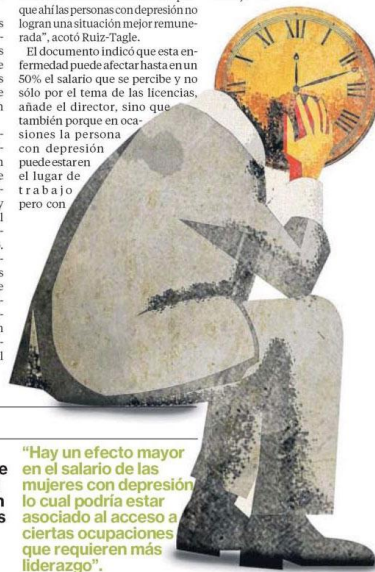 que ahí las personas con depresión no
logran una situación mejor remune-
rada”, acotó Ruiz-Tagle.
El documento indicó que esta en-
fermedad puede afectar hasta en un
50% el salario que se percibe y no
sólo por el tema de las licencias,
añade el director, sino que
también porque en oca-
siones la persona
con depresión
puede estar en
el lugar de
trabajo
pero con
“Hay un efecto mayor
en el salario de las
mujeres con depresión
lo cual podría estar
asociado al acceso a
ciertas ocupaciones
que requieren más
liderazgo”.